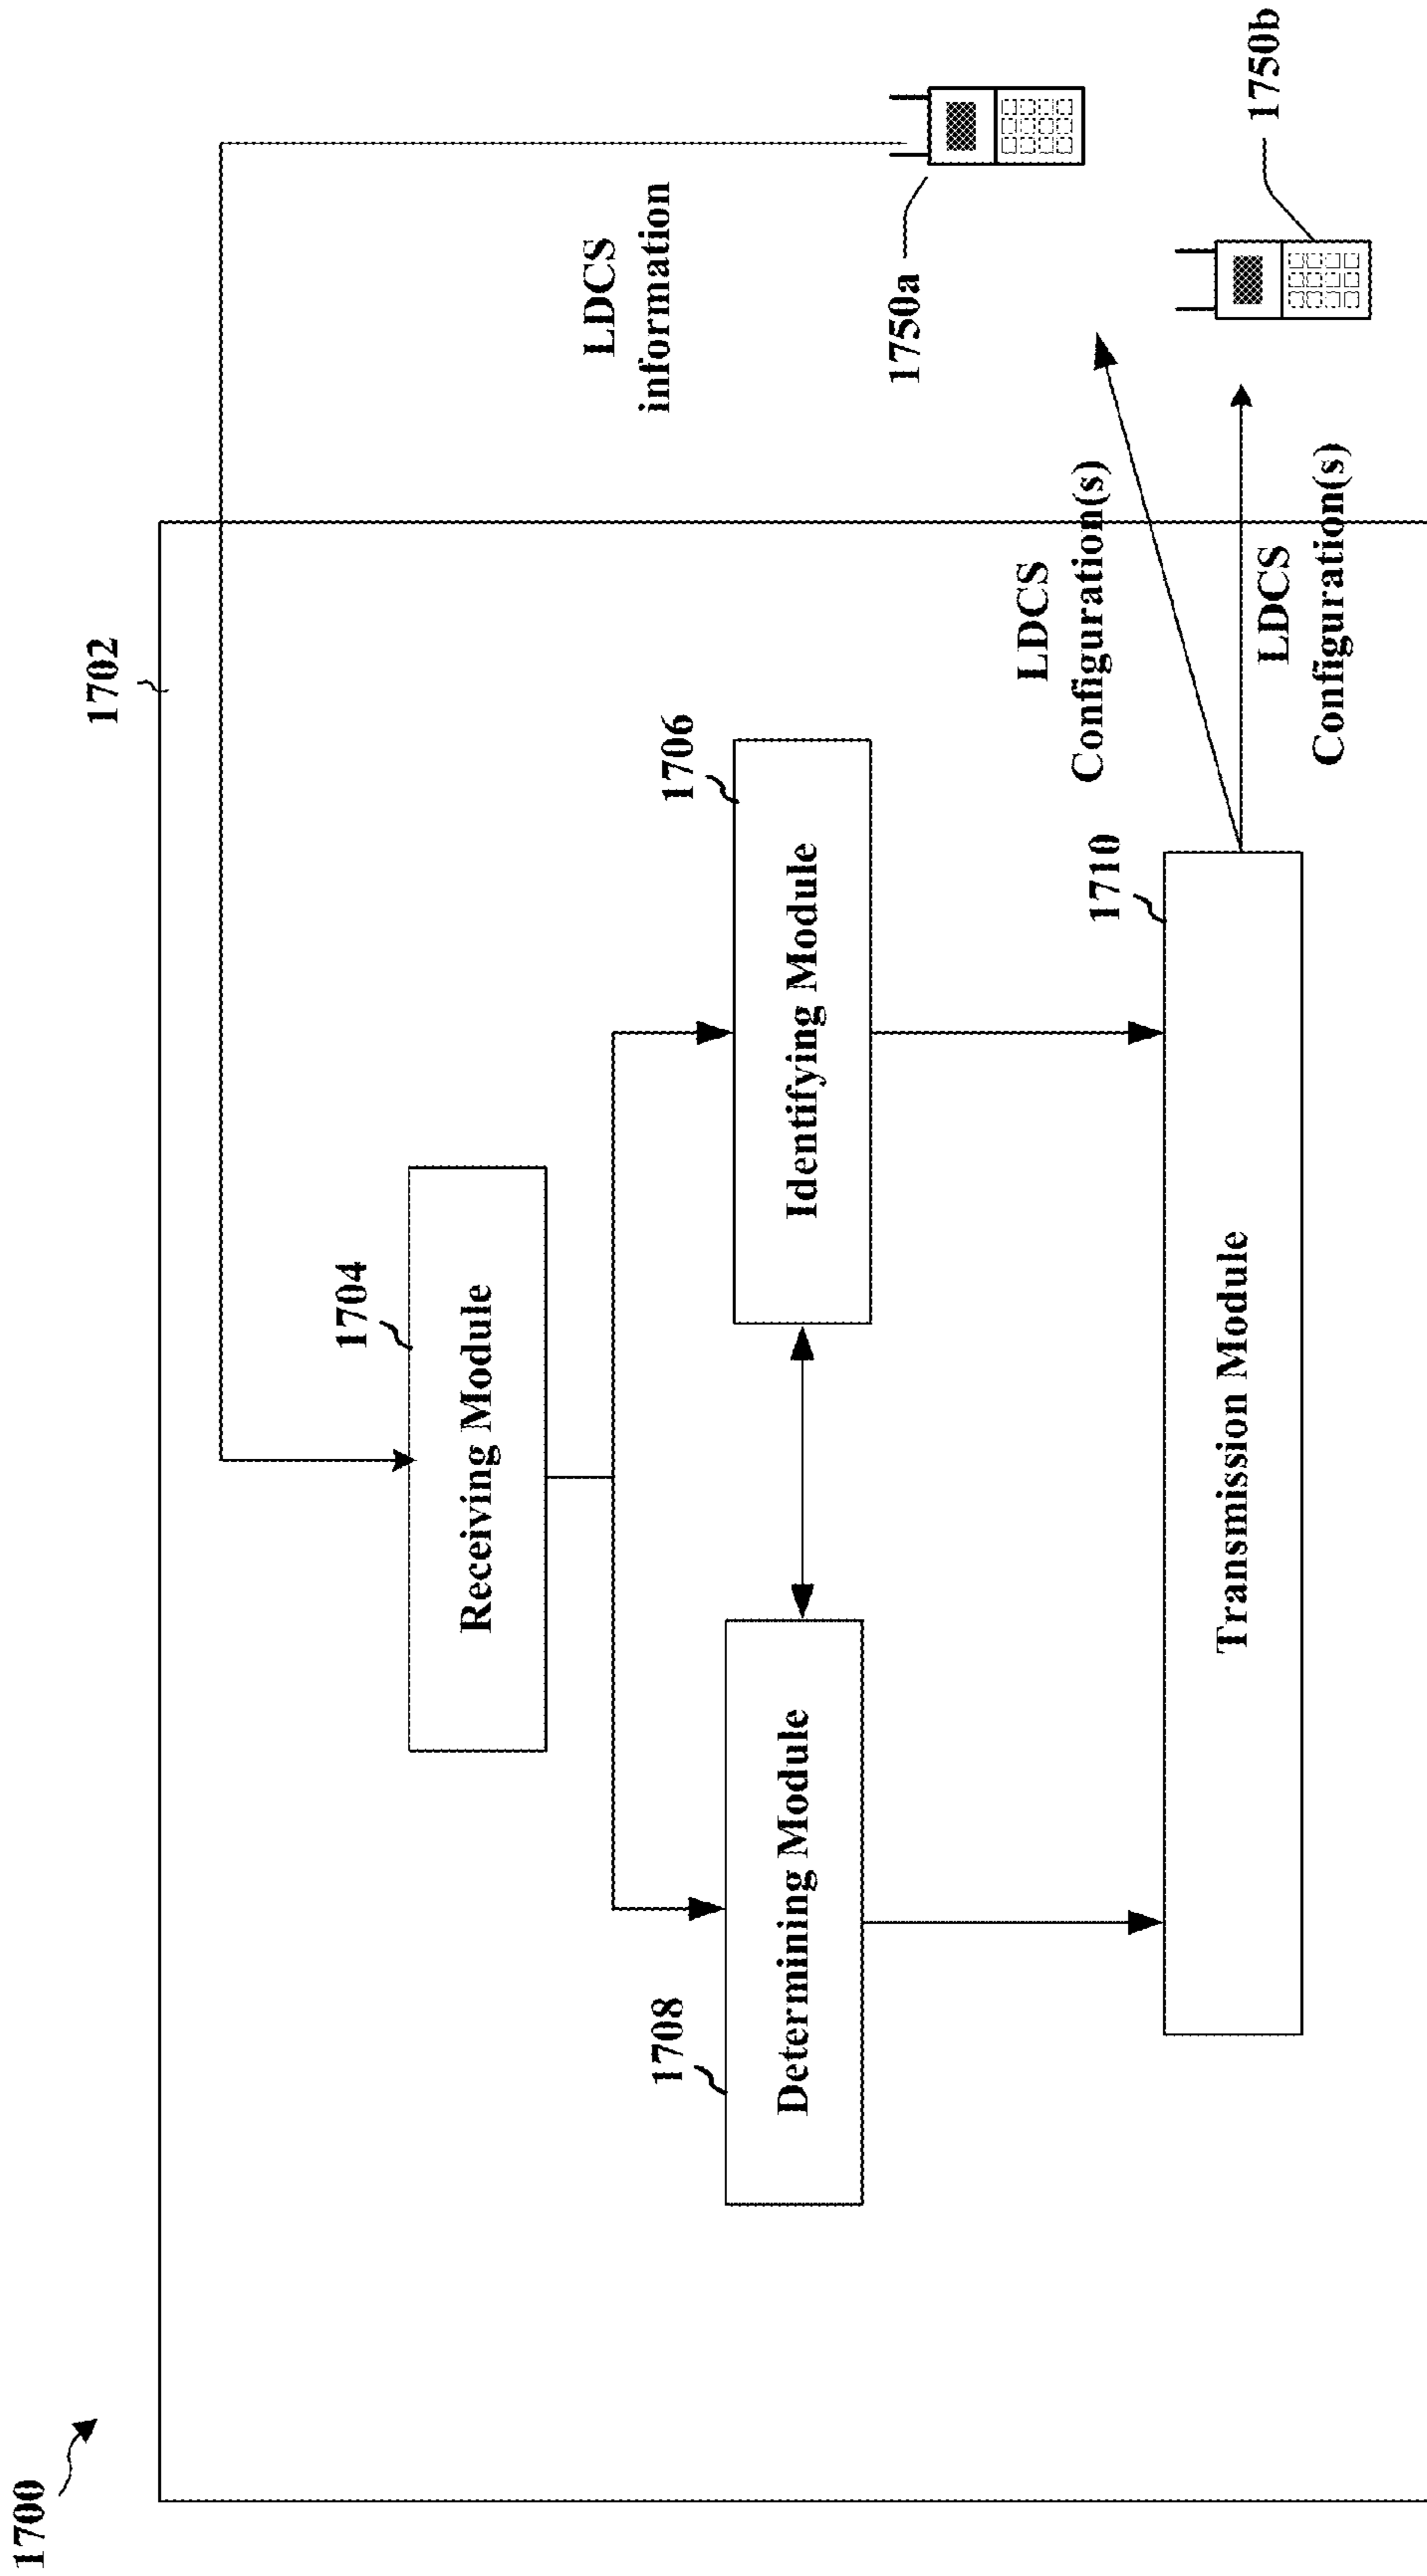 1700
1702
1704
Receiving Module
LDCS
information
1708
Determining Module
1706
Identifying Module
1750a
LDCS
Configuration(s)
1710
Transmission Module
LDCS
Configuration(s)
1750b